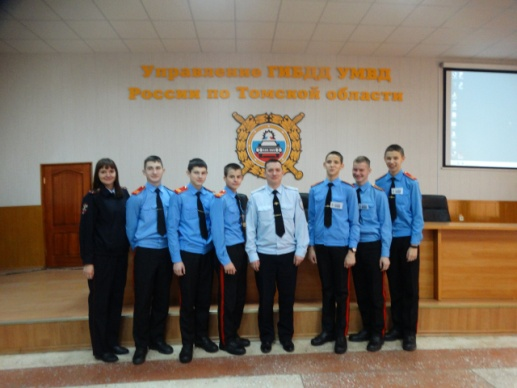 Управление ГИБДД УМВД
России по Томской области